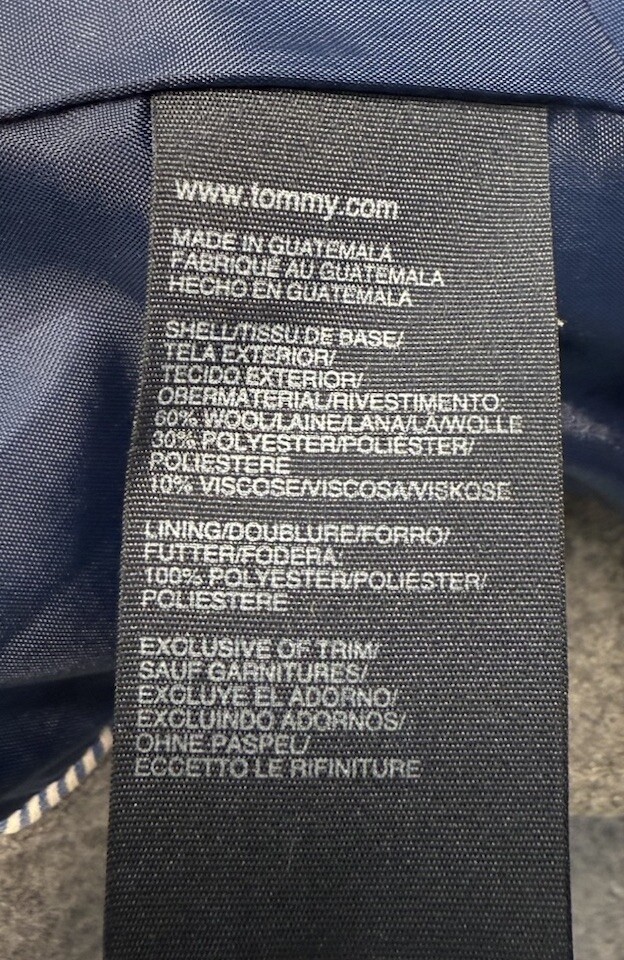 www.tommy.com
MADE IN GUATEMALA
FABRIQUÉ AU GUATEMALA
HECHO EN GUATEMALA
SHELL/TISSU DE BASE/
TELA EXTERIOR/
TECIDO EXTERIOR/
OBERMATERIAL/RIVESTIMENTO:
60% WOOL/LAINE/LANA/LÃ/WOLLE
30% POLYESTER/POLIÉSTER/
POLIESTERE
10% VISCOSE/VISCOSA/VISKOSE
LINING/DOUBLURE/FORRO/
FUTTER/FODERA:
100% POLYESTER/POLIÉSTER/
POLIESTERE
EXCLUSIVE OF TRIM/
SAUF GARNITURES/
EXCLUYE EL ADORNO/
EXCLUINDO ADORNOS/
OHNE PASPEL/
ECCETTO LE RIFINITURE